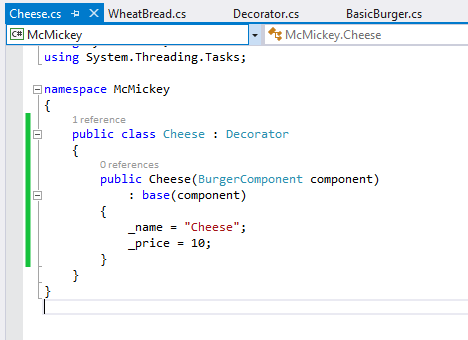 Cheese.cs WheatBread.cs Decorator.cs BasicBurger.cs
C# McMickey McMickey.Cheese
using System.Threading.Tasks;
namespace McMickey
{
1 reference
public class Cheese : Decorator
{
0 references
public Cheese(BurgerComponent component)
: base(component)
{
_name = "Cheese";
_price = 10;
}
}
}